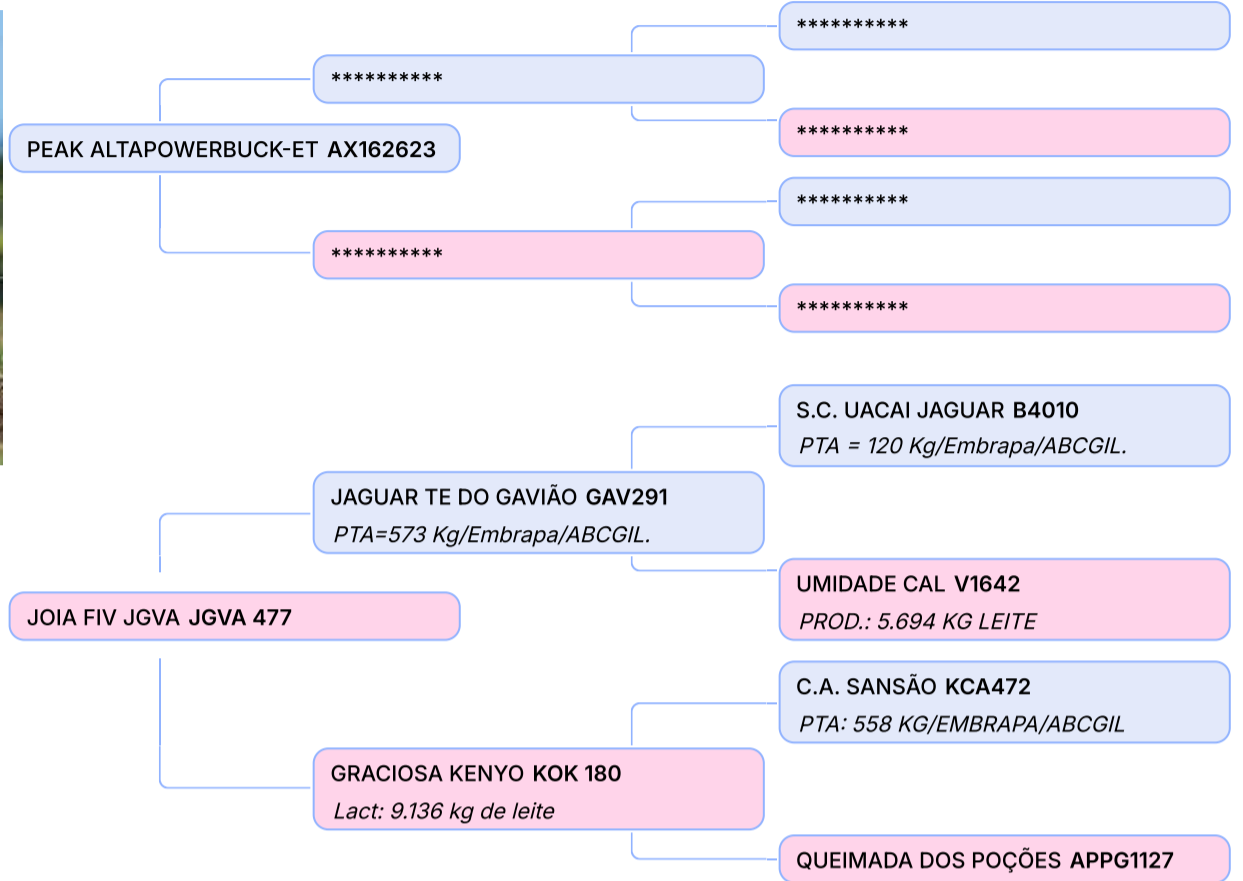 **********
**********
**********
PEAK ALTAPOWERBUCK-ET AX162623
**********
**********
**********
S.C. UACAI JAGUAR B4010
PTA = 120 Kg/Embrapa/ABCGIL.
JAGUAR TE DO GAVIÃO GAV291
PTA=573 Kg/Embrapa/ABCGIL.
UMIDADE CAL V1642
PROD.: 5.694 KG LEITE
JOIA FIV JGVA JGVA 477
C.A. SANSÃO KCA472
PTA: 558 KG/EMBRAPA/ABCGIL
GRACIOSA KENYO KOK 180
Lact: 9.136 kg de leite
QUEIMADA DOS POÇÕES APPG1127